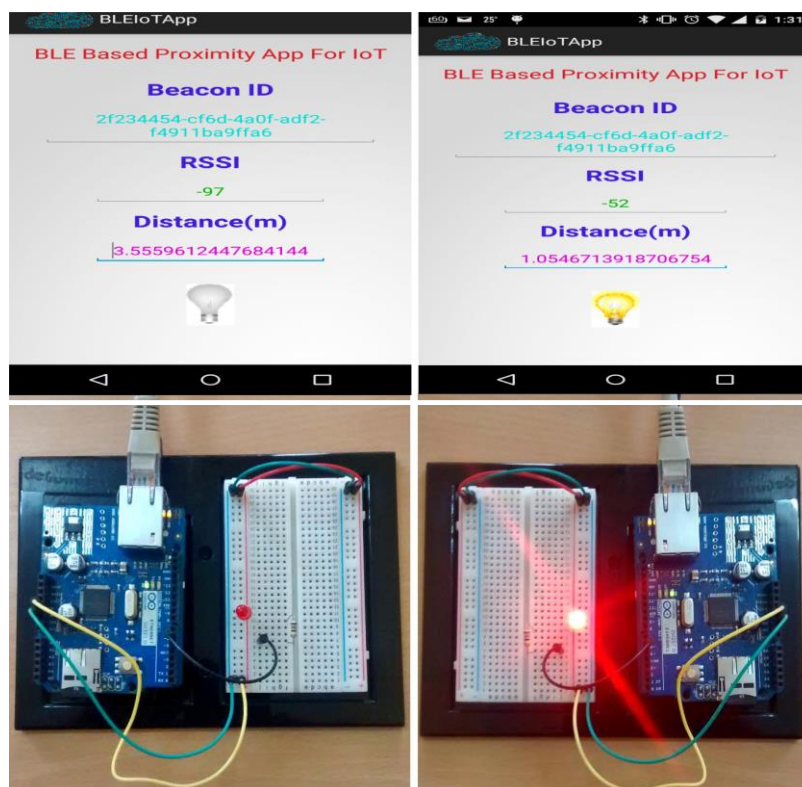 BLEIoTApp
BLE Based Proximity App For IoT
Beacon ID
2f234454-cf6d-4a0f-adf2-
f4911ba9ffa6
RSSI
-97
Distance(m)
3.5559612447684144
25° 1:31
BLEIoTApp
BLE Based Proximity App For IoT
Beacon ID
2f234454-cf6d-4a0f-adf2-
f4911ba9ffa6
RSSI
-52
Distance(m)
1.0546713918706754